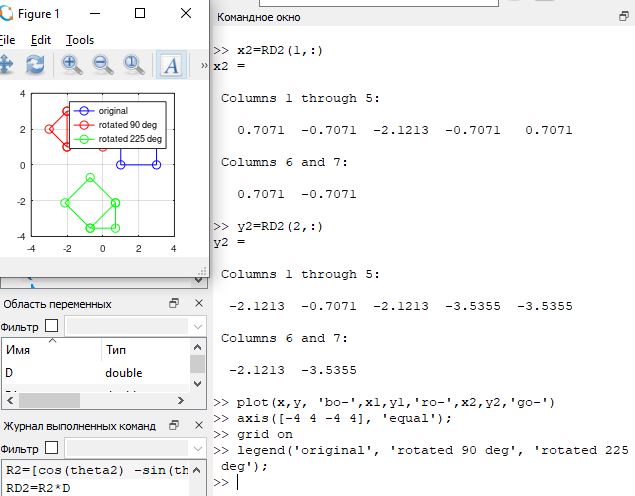 Figure 1
File Edit Tools
A »
original
rotated 90 deg
rotated 225 deg
4
2
0
-2
-4
-4 -2 0 2 4
Область переменных
Фильтр
Имя Тип
D double
Журнал выполненных команд
Фильтр
R2=[cos(theta2) -sin(th
RD2=R2*D
Командное окно
>> x2=RD2(1,:)
x2 =
Columns 1 through 5:
0.7071 -0.7071 -2.1213 -0.7071 0.7071
Columns 6 and 7:
0.7071 -0.7071
>> y2=RD2(2,:)
y2 =
Columns 1 through 5:
-2.1213 -0.7071 -2.1213 -3.5355 -3.5355
Columns 6 and 7:
-2.1213 -3.5355
>> plot(x,y, 'bo-',x1,y1,'ro-',x2,y2,'go-')
>> axis([-4 4 -4 4], 'equal');
>> grid on
>> legend('original', 'rotated 90 deg', 'rotated 225
deg');
>>